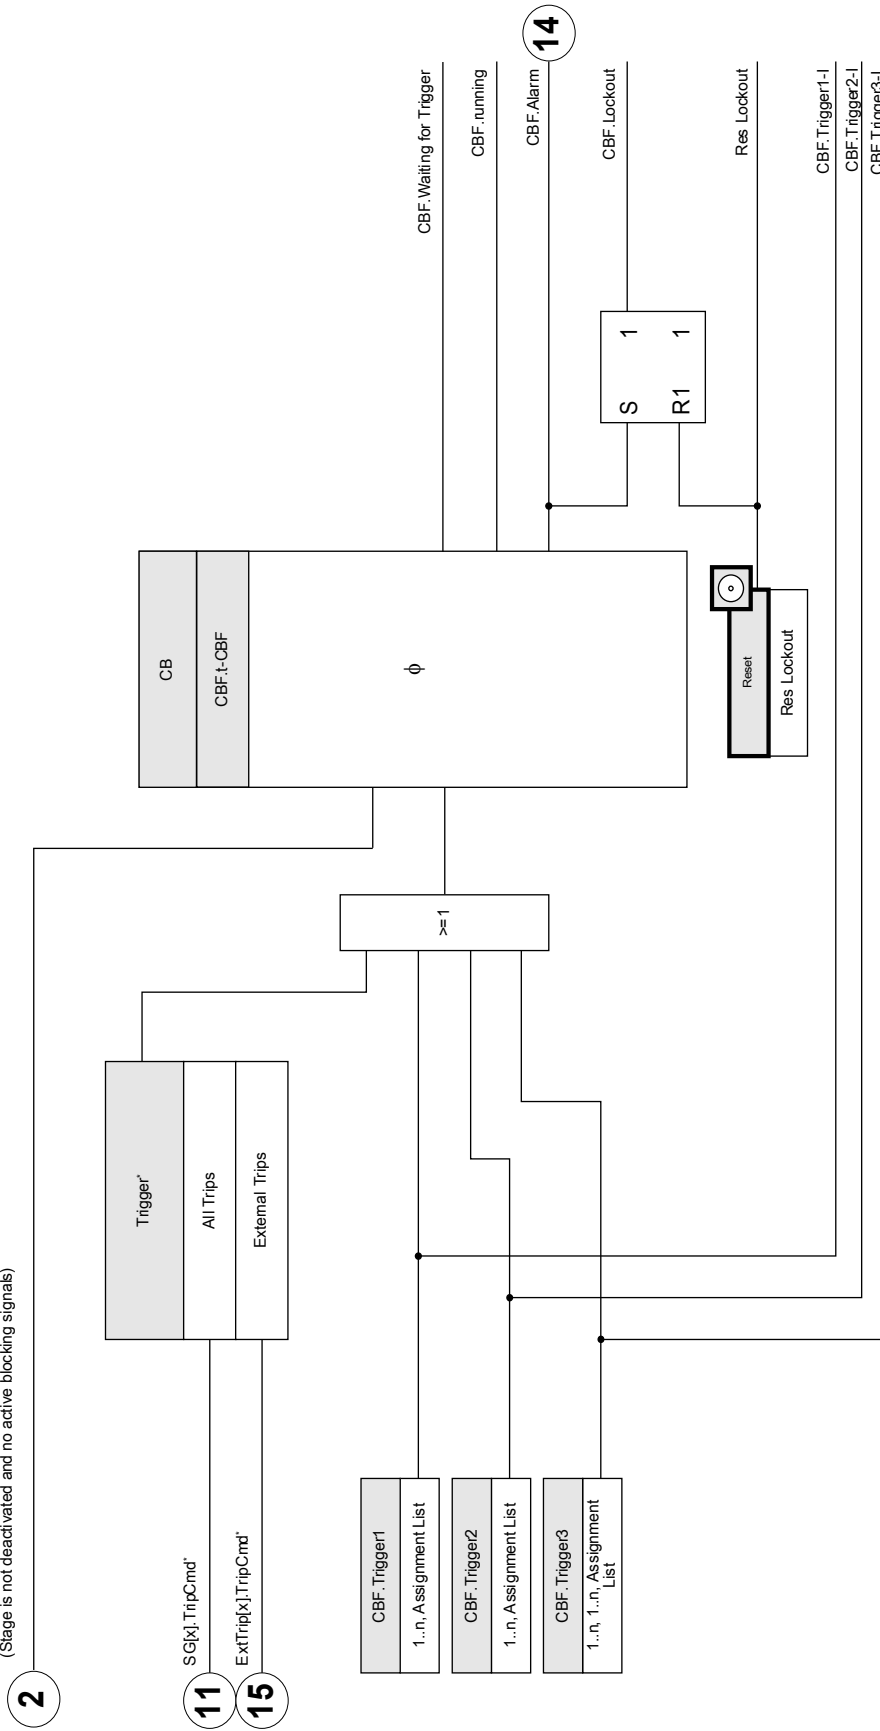 (Stage is not deactivated and no active blocking signals)
2
SG[x].TripCmd*
11
ExtTrip[x].TripCmd*
15
Trigger*
All Trips
External Trips
CBF.Trigger1
1..n, Assignment List
CBF.Trigger2
1..n, Assignment List
CBF.Trigger3
1..n, 1..n, Assignment
List
>=1
CB
CBF.t-CBF
ϕ
Reset
Res Lockout
S 1
R1 1
CBF.Waiting for Trigger
CBF.running
CBF.Alarm
14
CBF.Lockout
Res Lockout
CBF.Trigger1-I
CBF.Trigger2-I
CBF.Trigger3-I